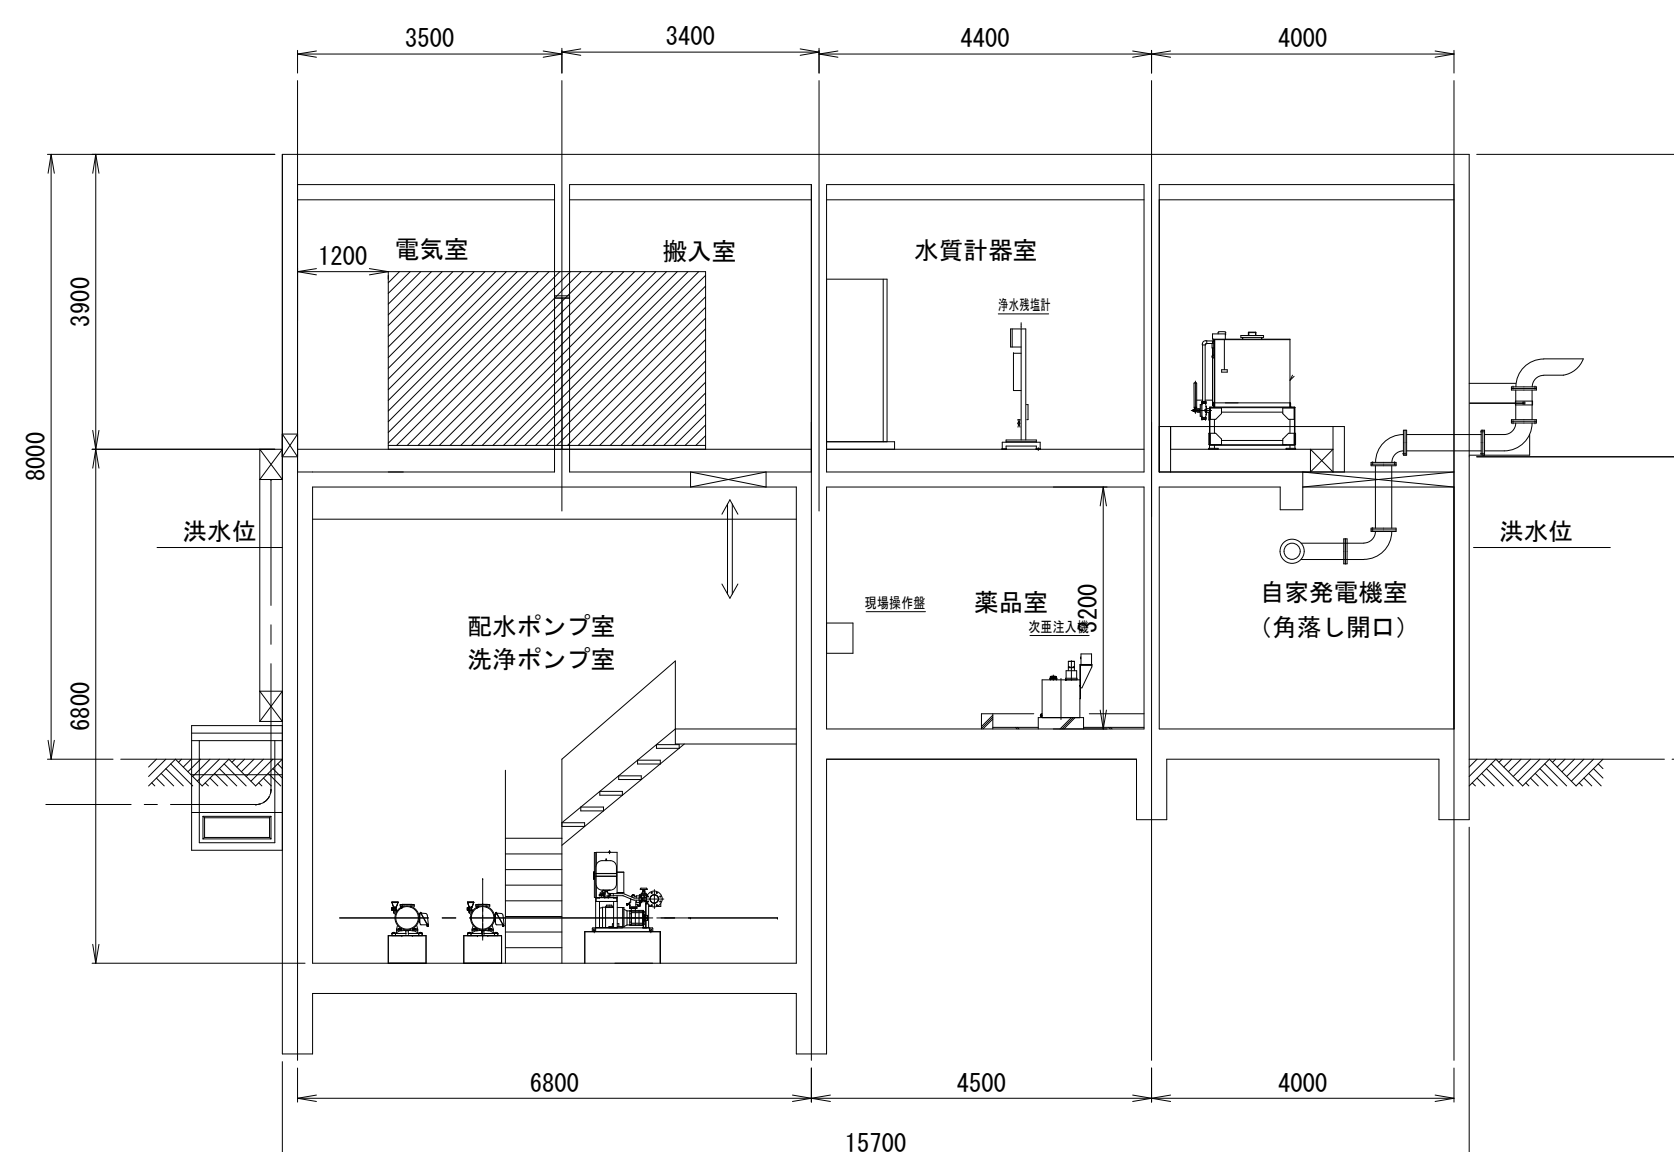 3500
3400
4400
4000
電気室
搬入室
水質計器室
1200
浄水残塩計
3900
8000
洪水位
洪水位
現場操作盤
薬品室
3200
次亜注入機
自家発電機室
（角落し開口）
配水ポンプ室
洗浄ポンプ室
6800
6800
4500
4000
15700